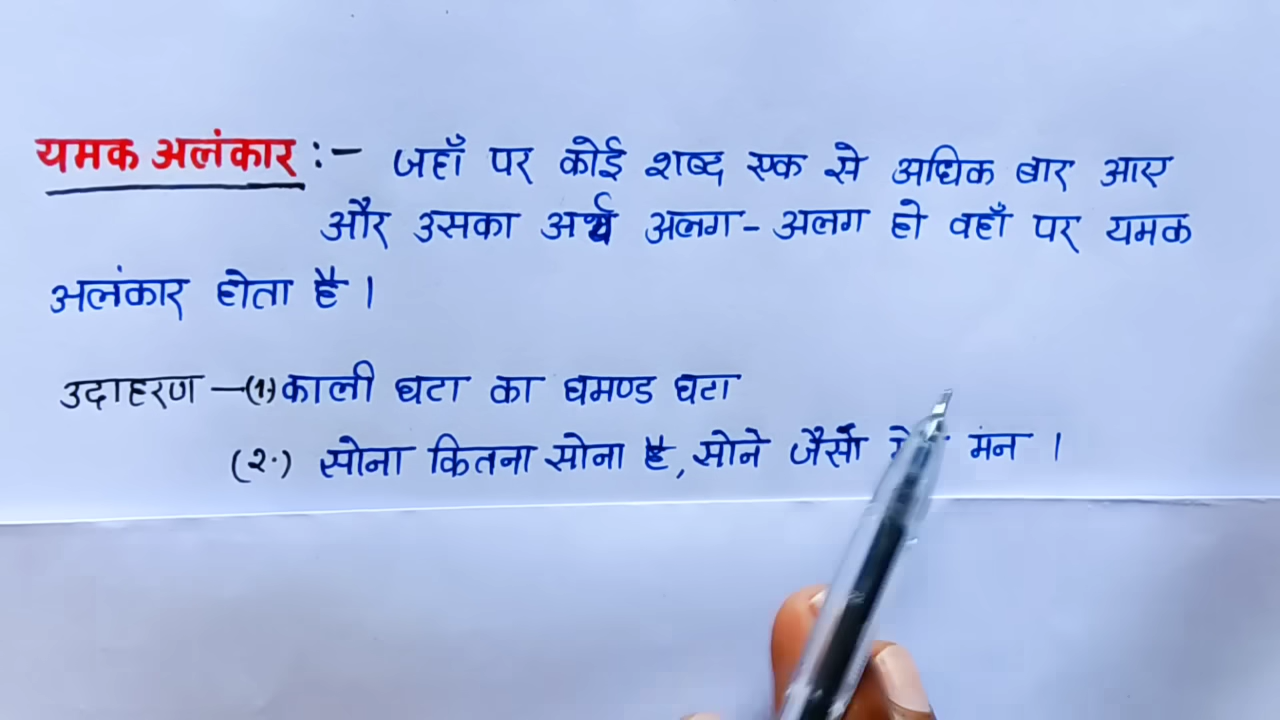 यमक अलंकार :- जहाँ पर कोई शब्द एक से अधिक बार आए
और उसका अर्थ अलग-अलग हो वहाँ पर यमक
अलंकार होता है ।
उदाहरण —(1.) काली घटा का घमण्ड घटा
(२.) सोना कितना सोना है, सोने जैसो मन ।